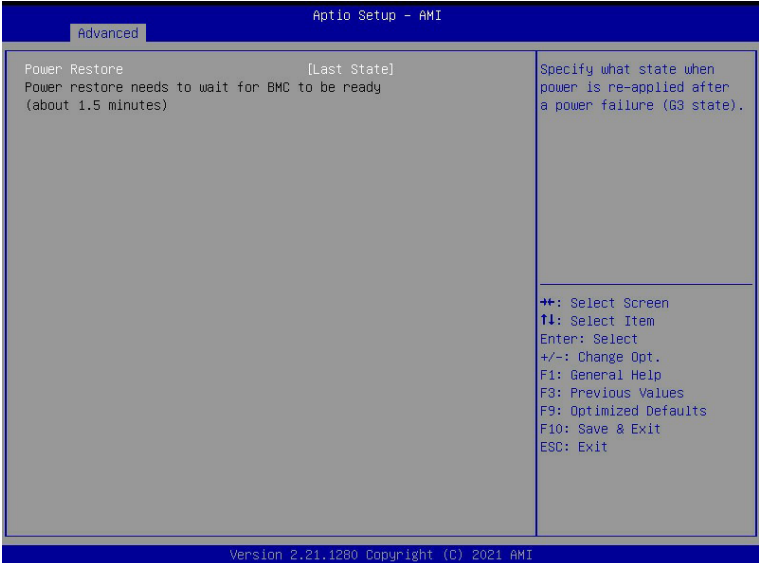 Aptio Setup - AMI
Advanced
Power Restore [Last State]
Power restore needs to wait for BMC to be ready
(about 1.5 minutes)
Specify what state when
power is re-applied after
a power failure (G3 state).
→←: Select Screen
↑↓: Select Item
Enter: Select
+/-: Change Opt.
F1: General Help
F3: Previous Values
F9: Optimized Defaults
F10: Save & Exit
ESC: Exit
Version 2.21.1280 Copyright (C) 2021 AMI